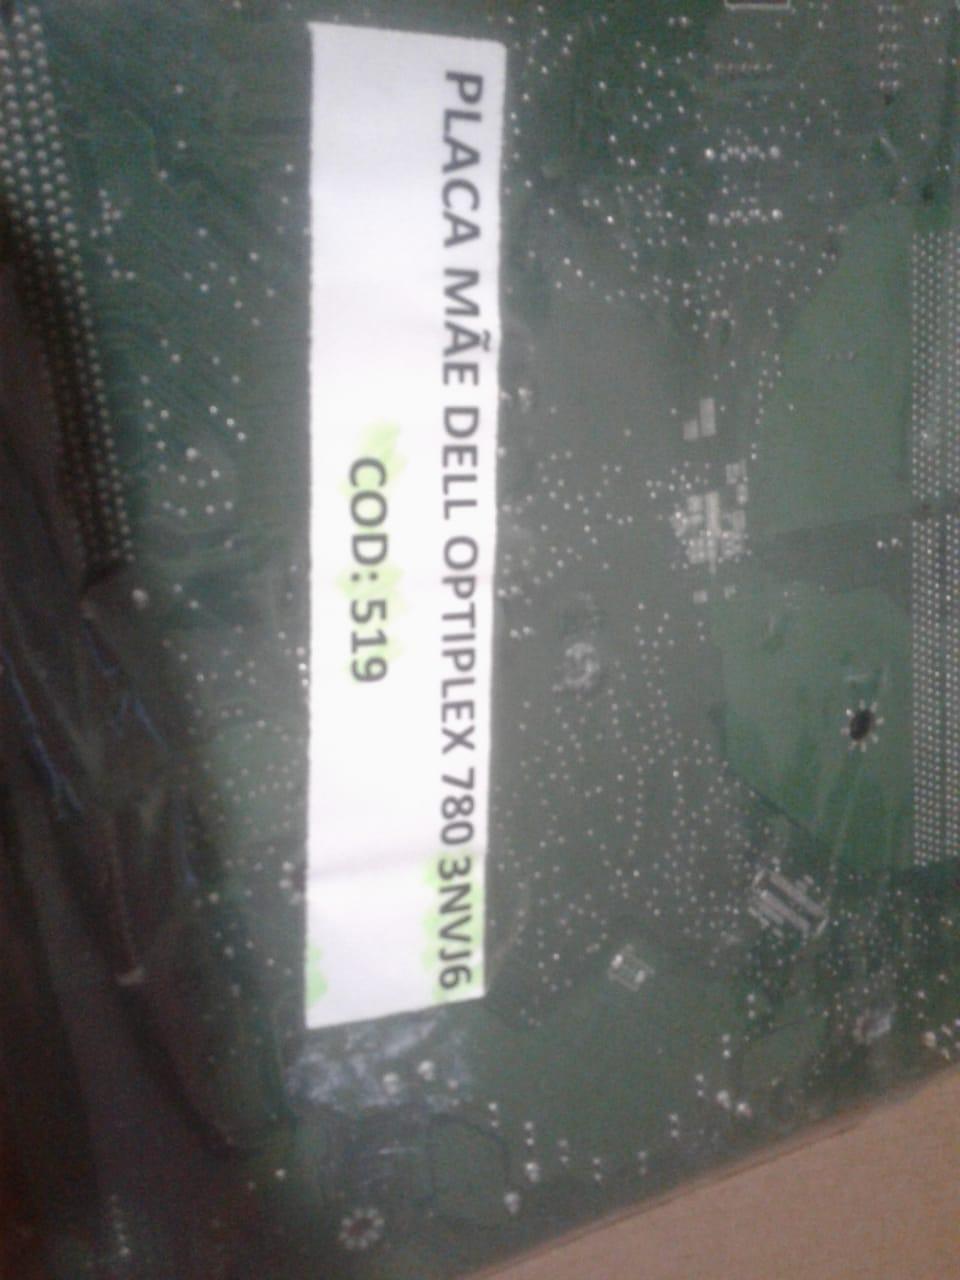 PLACA MÃE DELL OPTIPLEX 780 3NVJ6
COD: 519